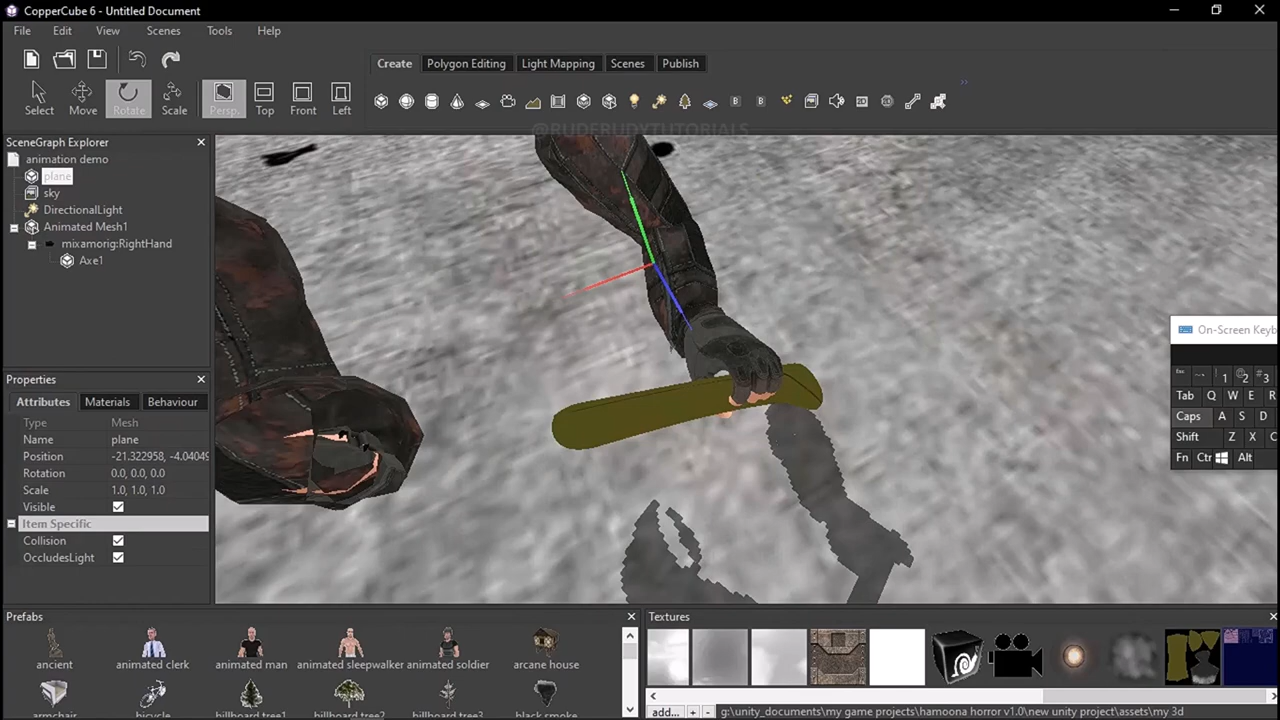 CopperCube 6 - Untitled Document
File Edit View Scenes Tools Help
Create Polygon Editing Light Mapping Scenes Publish
Select Move Rotate Scale Persp. Top Front Left
@RUDERUDYTUTORIALS
SceneGraph Explorer
animation demo
plane
sky
DirectionalLight
Animated Mesh1
mixamorig:RightHand
Axe1
On-Screen Keyb
Tab Q W E R
Caps A S D
Shift Z X C
Fn Ctr Alt
Properties
Attributes Materials Behaviour
Type Mesh
Name plane
Position -21.322958, -4.04049
Rotation 0.0, 0.0, 0.0
Scale 1.0, 1.0, 1.0
Visible
Item Specific
Collision
OccludesLight
Prefabs
ancient animated clerk animated man animated sleepwalker animated soldier arcane house
armchair bicycle billboard tree1 billboard tree2 billboard tree3 black smoke
Textures
add... + - g:\unity_documents\my game projects\hamoona horror v1.0\new unity project\assets\my 3d